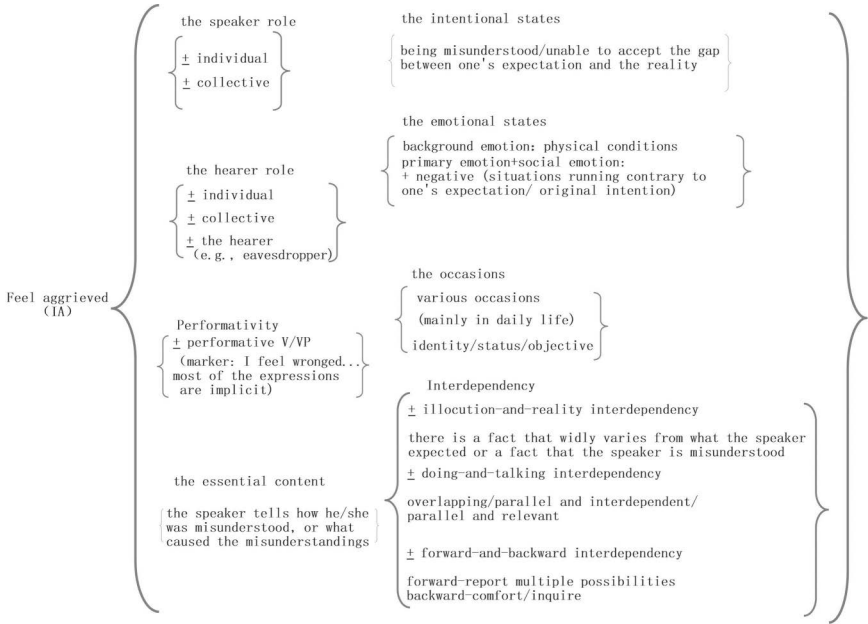 Feel aggrieved
(IA)
the speaker role
± individual
± collective
the hearer role
± individual
± collective
± the hearer
(e.g., eavesdropper)
Performativity
± performative V/VP
(marker: I feel wronged...
most of the expressions
are implicit)
the essential content
the speaker tells how he/she
was misunderstood, or what
caused the misunderstandings
the intentional states
being misunderstood/unable to accept the gap
between one's expectation and the reality
the emotional states
background emotion: physical conditions
primary emotion+social emotion:
+ negative (situations running contrary to
one's expectation/ original intention)
the occasions
various occasions
(mainly in daily life)
identity/status/objective
Interdependency
± illocution-and-reality interdependency
there is a fact that widly varies from what the speaker
expected or a fact that the speaker is misunderstood
± doing-and-talking interdependency
overlapping/parallel and interdependent/
parallel and relevant
± forward-and-backward interdependency
forward-report multiple possibilities
backward-comfort/inquire